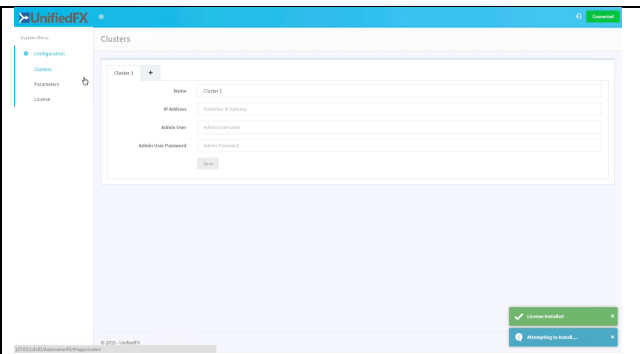 UnifiedFX
Connected
System Menu
Configuration
Clusters
Parameters
License
Clusters
Cluster 1 +
Name Cluster 1
IP Address Publisher IP Address
Admin User Admin Username
Admin User Password Admin Password
Save
License Installed ×
Attempting to Install... ×
© 2015 - UnifiedFX